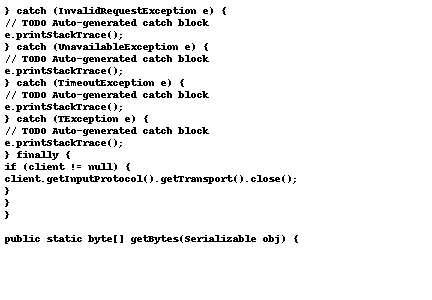 } catch (InvalidRequestException e) {
// TODO Auto-generated catch block
e.printStackTrace();
} catch (UnavailableException e) {
// TODO Auto-generated catch block
e.printStackTrace();
} catch (TimeoutException e) {
// TODO Auto-generated catch block
e.printStackTrace();
} catch (TException e) {
// TODO Auto-generated catch block
e.printStackTrace();
} finally {
if (client != null) {
client.getInputProtocol().getTransport().close();
}
}
}
public static byte[] getBytes(Serializable obj) {